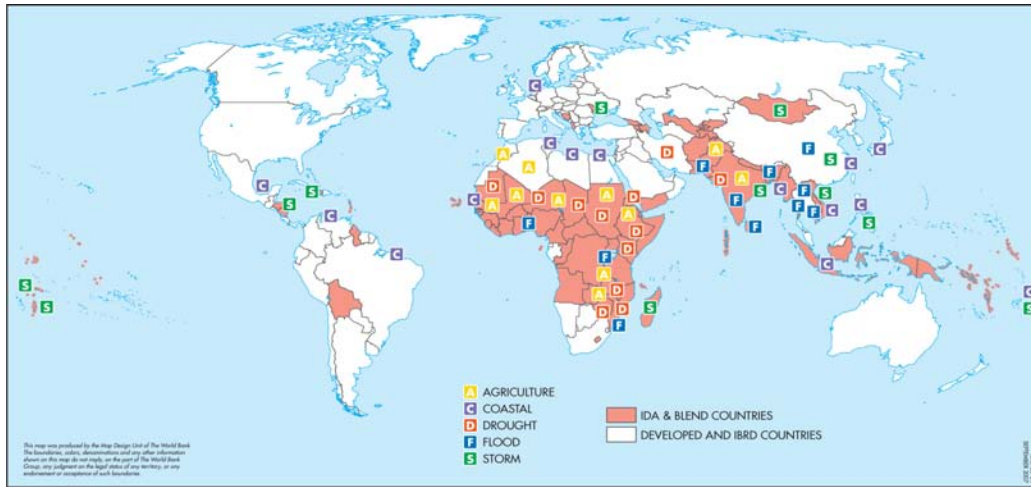 C
S
S
F
C
C
A
C
C
D
A
S
C
A
F
F
D
A
C
S
D
S
C
F
S
A
D
A
D
D
A
S
C
A
A
D
S
C
C
C
D
A
F
D
F
F
F
S
F
D
C
F
D
C
A
S
D
A
C
S
D
D
S
S
F
A AGRICULTURE
C COASTAL
D DROUGHT
F FLOOD
S STORM
IDA & BLEND COUNTRIES
DEVELOPED AND IBRD COUNTRIES
This map was produced by the Map Design Unit of The World Bank.
The boundaries, colors, denominations and any other information
shown on this map do not imply, on the part of The World Bank
Group, any judgment on the legal status of any territory, or any
endorsement or acceptance of such boundaries.
SEPTEMBER